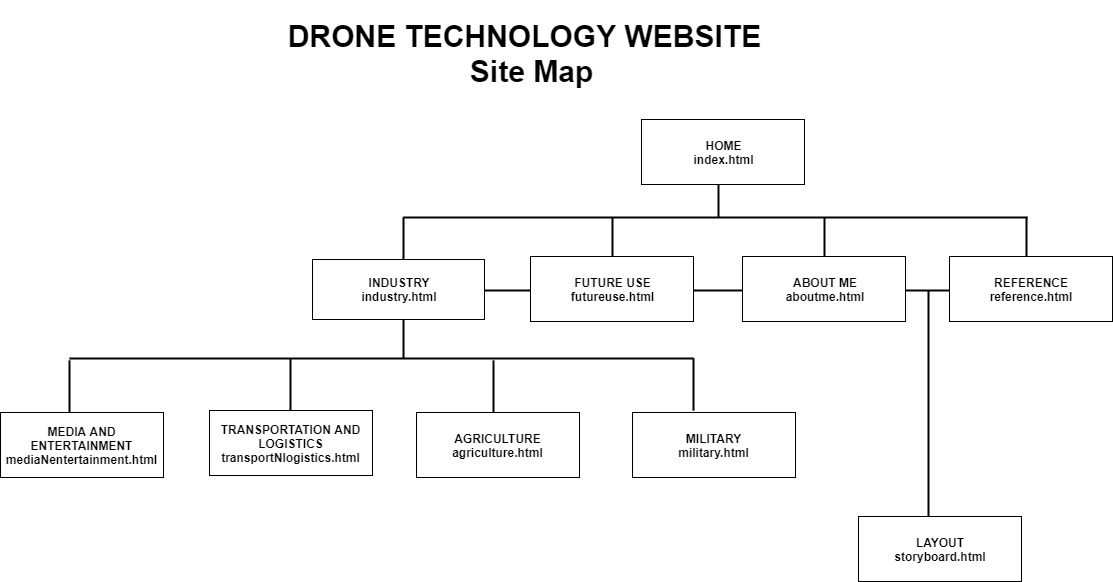 DRONE TECHNOLOGY WEBSITE
Site Map
HOME
index.html
INDUSTRY
industry.html
FUTURE USE
futureuse.html
ABOUT ME
aboutme.html
REFERENCE
reference.html
MEDIA AND
ENTERTAINMENT
mediaNentertainment.html
TRANSPORTATION AND
LOGISTICS
transportNlogistics.html
AGRICULTURE
agriculture.html
MILITARY
military.html
LAYOUT
storyboard.html